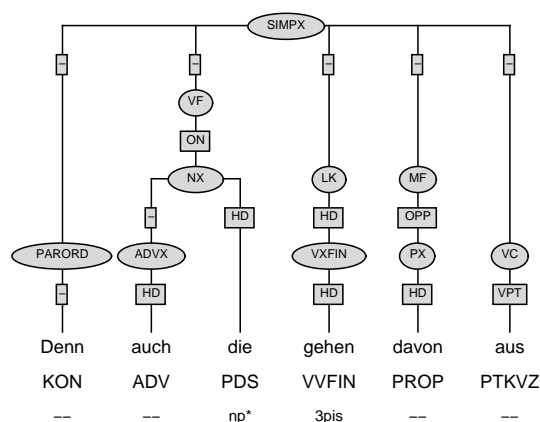 SIMPX
– – – – –
VF
ON
NX LK MF
– HD HD OPP
PARORD ADVX VXFIN PX VC
– HD HD HD VPT
Denn auch die gehen davon aus
KON ADV PDS VVFIN PROP PTKVZ
−− −− np* 3pis −− −−